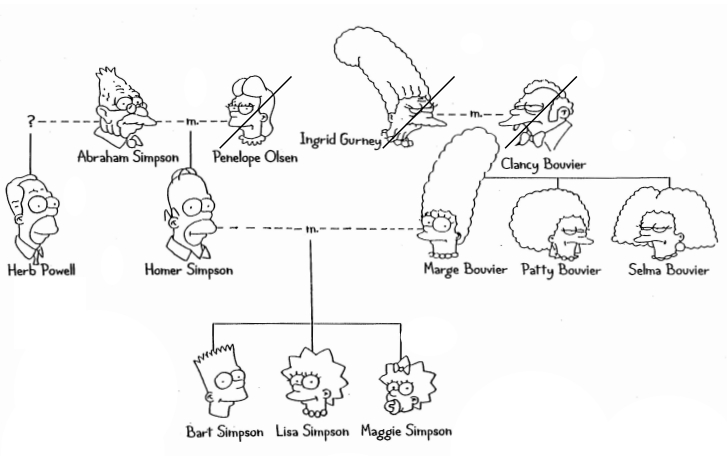 ?
m.
m.
Abraham Simpson
Penelope Olsen
Ingrid Gurney
Clancy Bouvier
m.
Herb Powell
Homer Simpson
Marge Bouvier
Patty Bouvier
Selma Bouvier
Bart Simpson
Lisa Simpson
Maggie Simpson